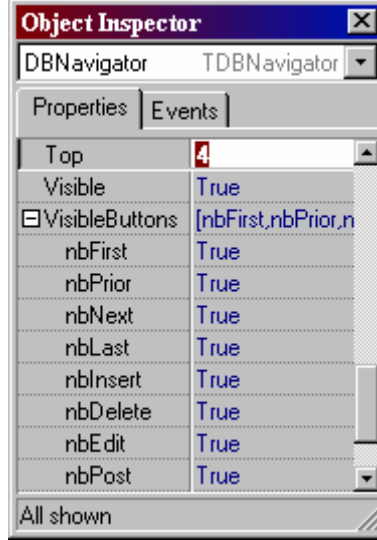 Object Inspector
DBNavigator TDBNavigator
Properties Events
Top 4
Visible True
VisibleButtons [nbFirst,nbPrior,n
nbFirst True
nbPrior True
nbNext True
nbLast True
nbInsert True
nbDelete True
nbEdit True
nbPost True
All shown